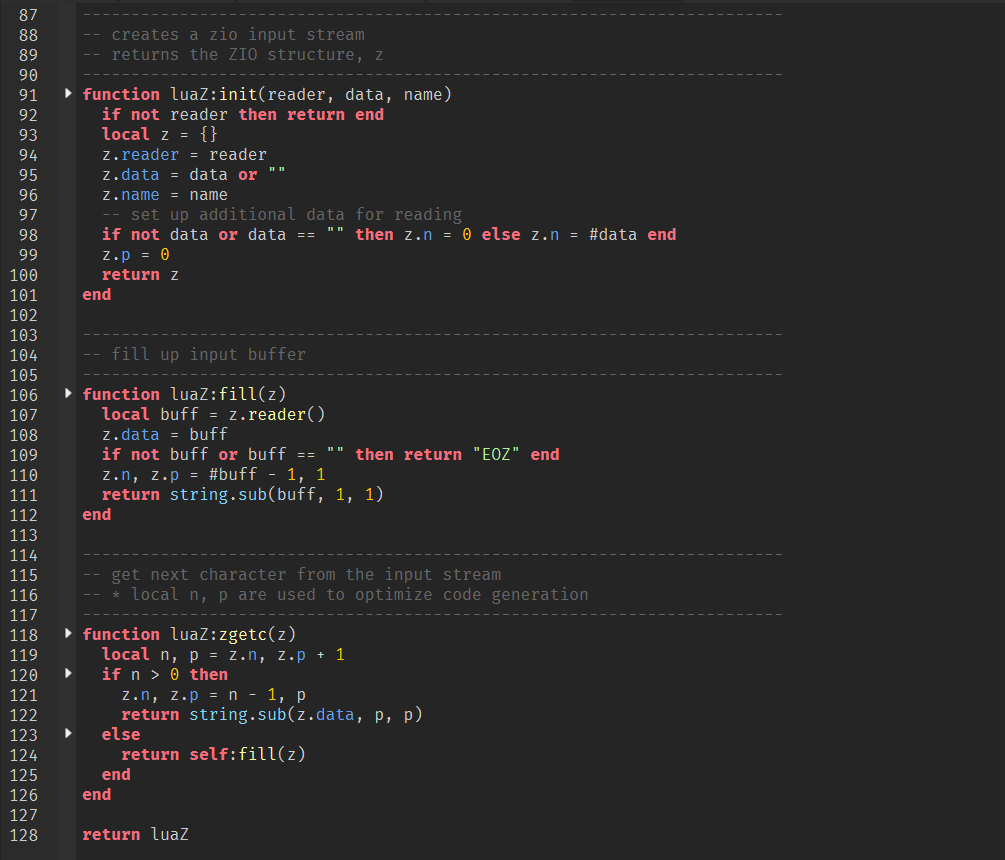 87 ------------------------------------------------------------------------
88 -- creates a zio input stream
89 -- returns the ZIO structure, z
90 ------------------------------------------------------------------------
91 function luaZ:init(reader, data, name)
92   if not reader then return end
93   local z = {}
94   z.reader = reader
95   z.data = data or ""
96   z.name = name
97   -- set up additional data for reading
98   if not data or data == "" then z.n = 0 else z.n = #data end
99   z.p = 0
100   return z
101 end
102
103 ------------------------------------------------------------------------
104 -- fill up input buffer
105 ------------------------------------------------------------------------
106 function luaZ:fill(z)
107   local buff = z.reader()
108   z.data = buff
109   if not buff or buff == "" then return "EOZ" end
110   z.n, z.p = #buff - 1, 1
111   return string.sub(buff, 1, 1)
112 end
113
114 ------------------------------------------------------------------------
115 -- get next character from the input stream
116 -- * local n, p are used to optimize code generation
117 ------------------------------------------------------------------------
118 function luaZ:zgetc(z)
119   local n, p = z.n, z.p + 1
120   if n > 0 then
121     z.n, z.p = n - 1, p
122     return string.sub(z.data, p, p)
123   else
124     return self:fill(z)
125   end
126 end
127
128 return luaZ